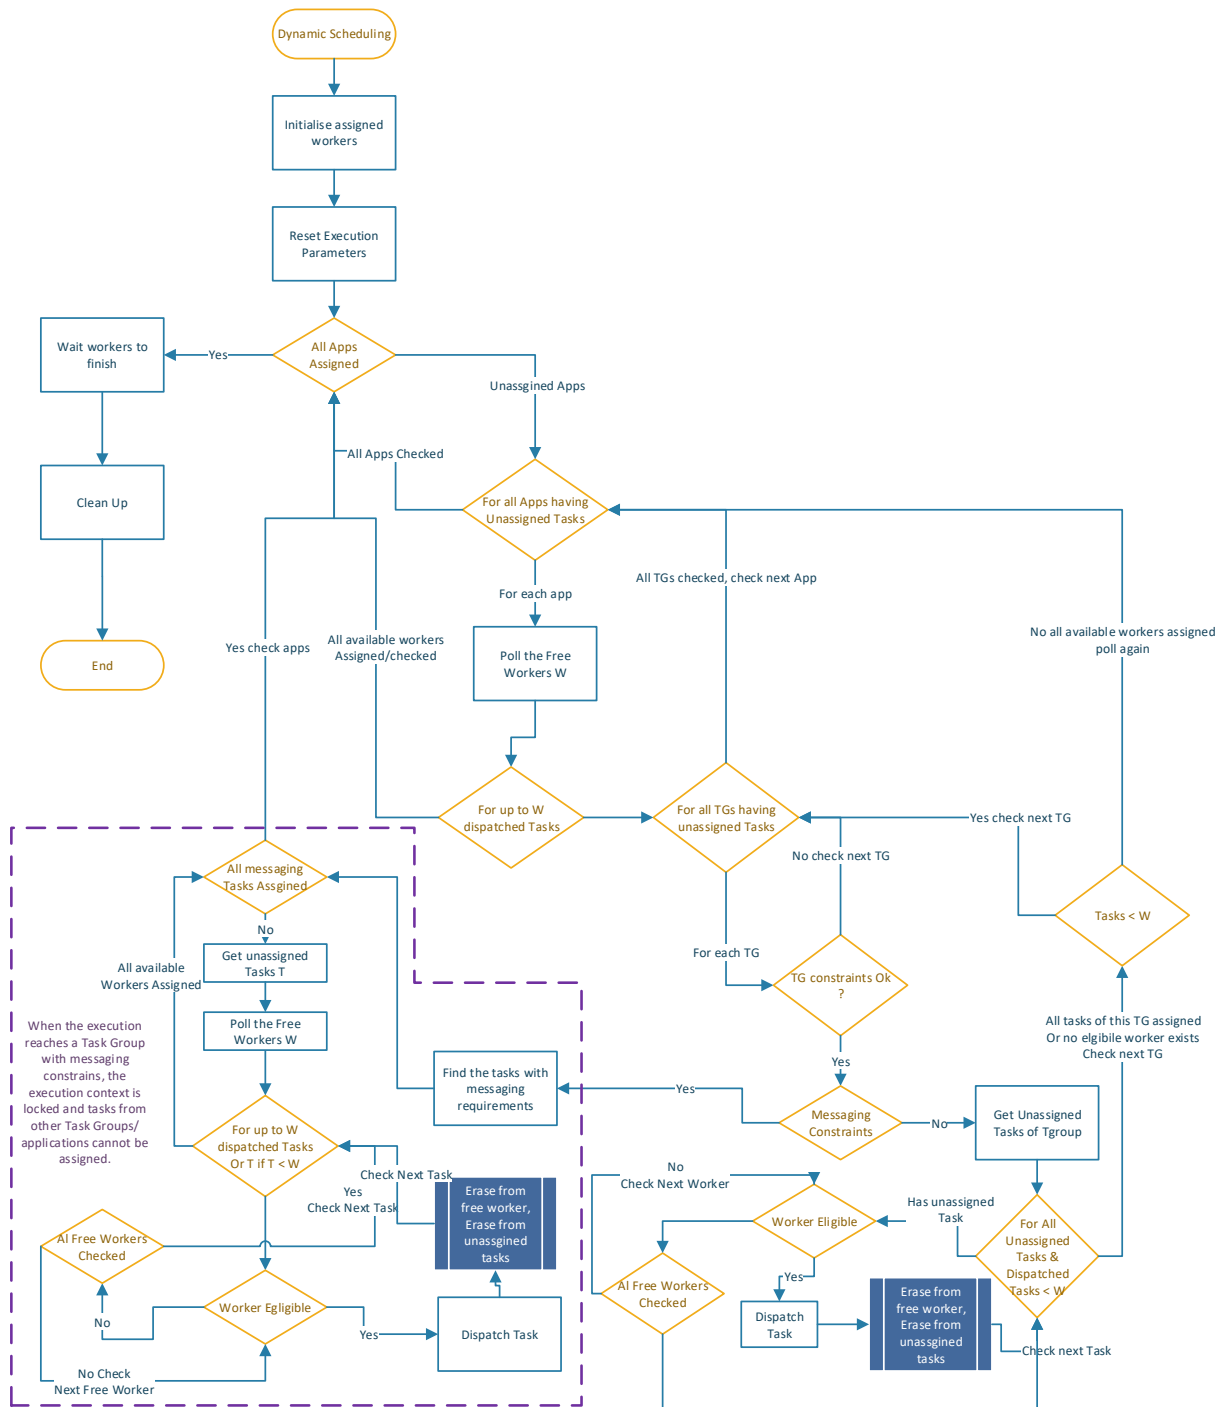 Dynamic Scheduling
Initialise assigned
workers
Reset Execution
Parameters
All Apps
Assigned
Yes
Wait workers to
finish
Clean Up
End
Unassgined Apps
All Apps Checked
For all Apps having
Unassigned Tasks
For each app
Poll the Free
Workers W
All TGs checked, check next App
No all available workers assigned
poll again
Yes check apps
All available workers
Assigned/checked
For up to W
dispatched Tasks
For all TGs having
unassigned Tasks
Yes check next TG
No check next TG
For each TG
TG constraints Ok
?
Tasks < W
All tasks of this TG assigned
Or no elgibile worker exists
Check next TG
Yes
Messaging
Constraints
Yes
No
Get Unassigned
Tasks of Tgroup
Find the tasks with
messaging
requirements
All messaging
Tasks Assgined
No
Get unassigned
Tasks T
Poll the Free
Workers W
All available
Workers Assigned
When the execution
reaches a Task Group
with messaging
constrains, the
execution context is
locked and tasks from
other Task Groups/
applications cannot be
assigned.
For up to W
dispatched Tasks
Or T if T < W
Check Next Task
Yes
Check Next Task
Erase from
free worker,
Erase from
unassgined
tasks
Al Free Workers
Checked
Worker Egligible
No
Yes
Dispatch Task
No Check
Next Free Worker
No
Check Next Worker
Worker Eligible
Has unassigned
Task
For All
Unassigned
Tasks &
Dispatched
Tasks < W
Al Free Workers
Checked
Yes
Dispatch
Task
Erase from
free worker,
Erase from
unassgined
tasks
Check next Task